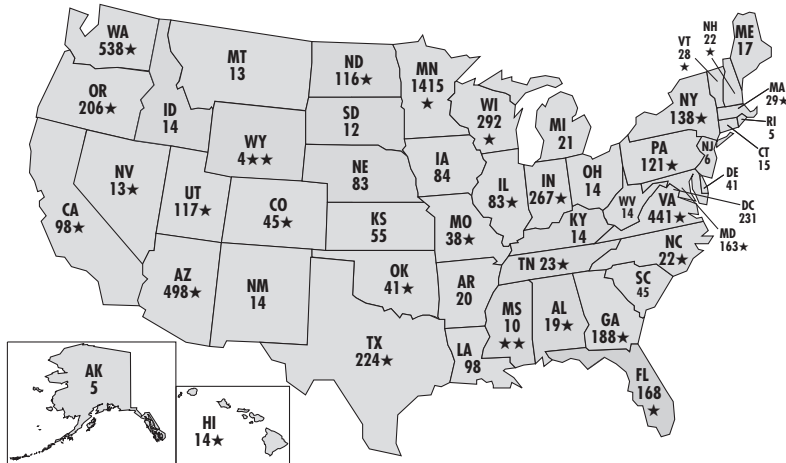 WA
538★
OR
206★
CA
98★
NV
13★
ID
14
MT
13
WY
4★★
UT
117★
AZ
498★
CO
45★
NM
14
ND
116★
SD
12
NE
83
KS
55
OK
41★
TX
224★
MN
1415
★
IA
84
MO
38★
AR
20
LA
98
WI
292
★
IL
83★
MI
21
IN
267★
OH
14
KY
14
TN 23★
MS
10
★★
AL
19★
GA
188★
FL
168
★
SC
45
NC
22★
VA
441★
WV
14
PA
121★
NY
138★
NJ
6
VT
28
★
NH
22
★
ME
17
MA
29★
RI
5
CT
15
DE
41
DC
231
MD
163★
AK
5
HI
14★